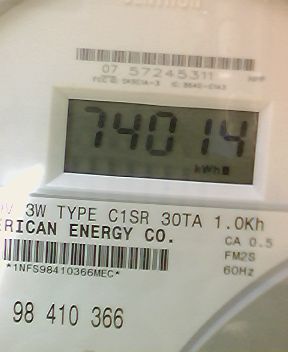 07 57245311
74014
kWh
3W TYPE C1SR 30TA 1.0Kh
ERICAN ENERGY CO.
CA 0.5
FM2S
60Hz
*1NFS98410366MEC*
98 410 366